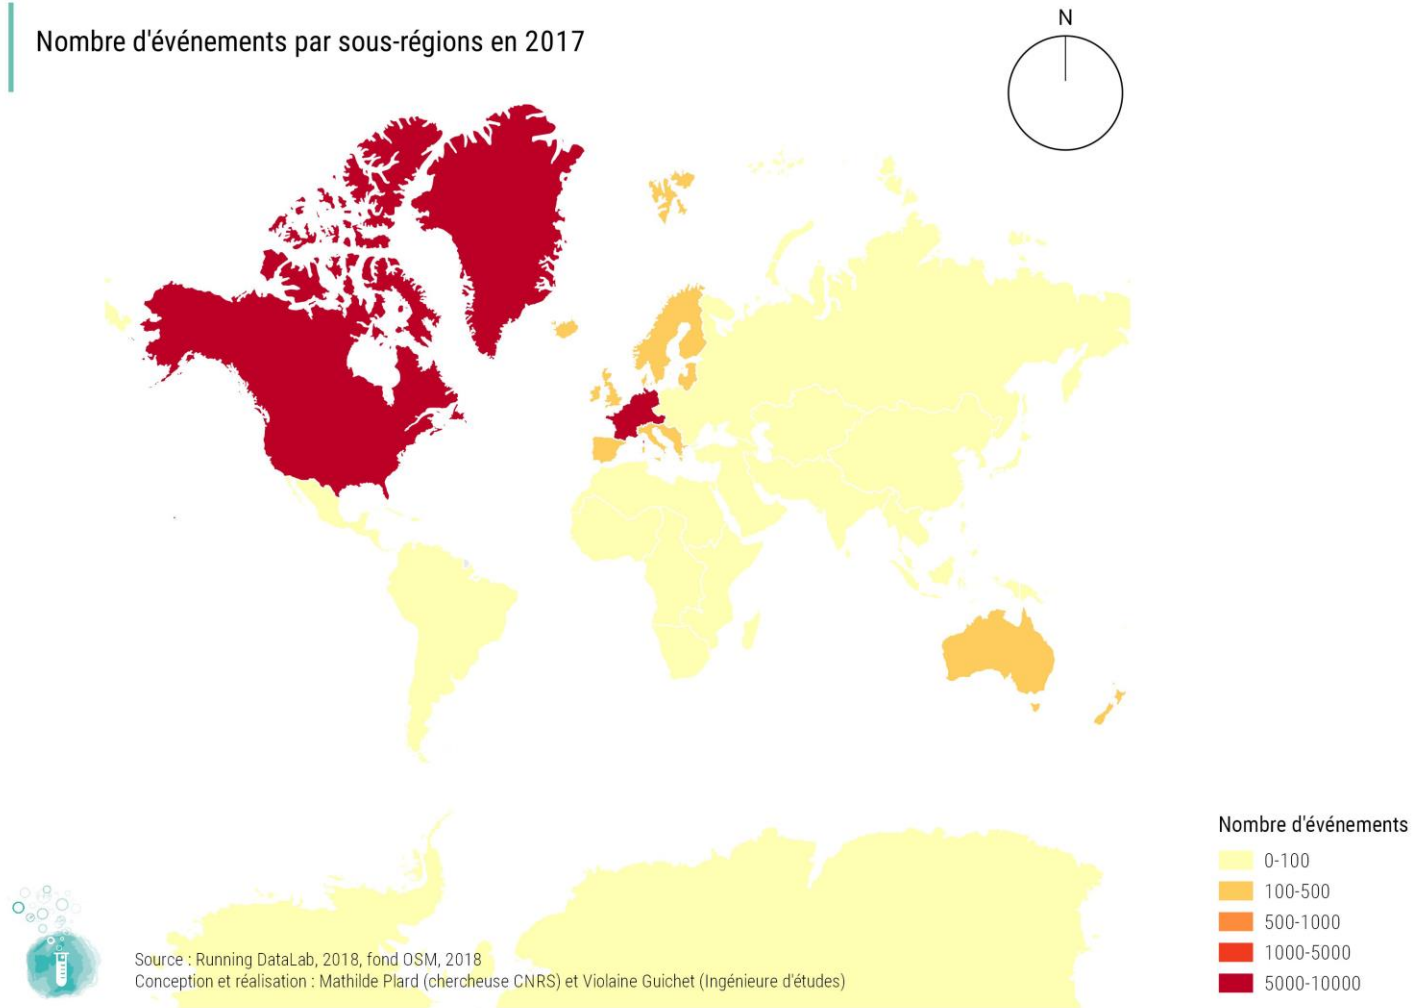 Nombre d'événements par sous-régions en 2017
N
Nombre d'événements
0-100
100-500
500-1000
1000-5000
5000-10000
Source : Running DataLab, 2018, fond OSM, 2018
Conception et réalisation : Mathilde Plard (chercheuse CNRS) et Violaine Guichet (Ingénieure d'études)